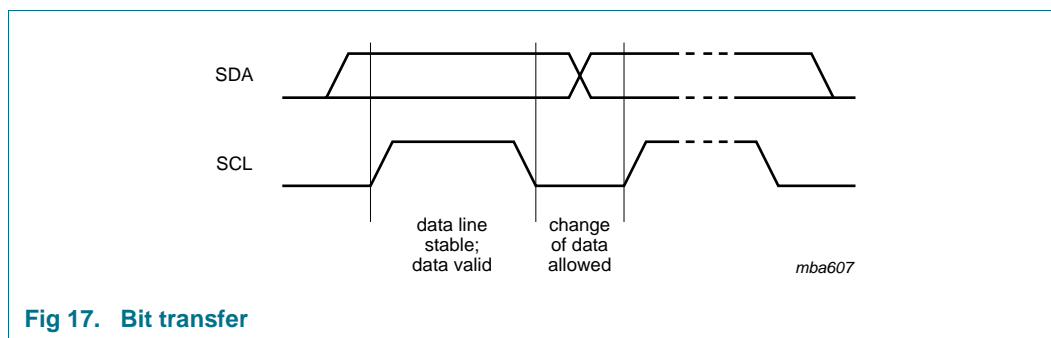 SDA
SCL
data line
stable;
data valid
change
of data
allowed
mba607
Fig 17. Bit transfer